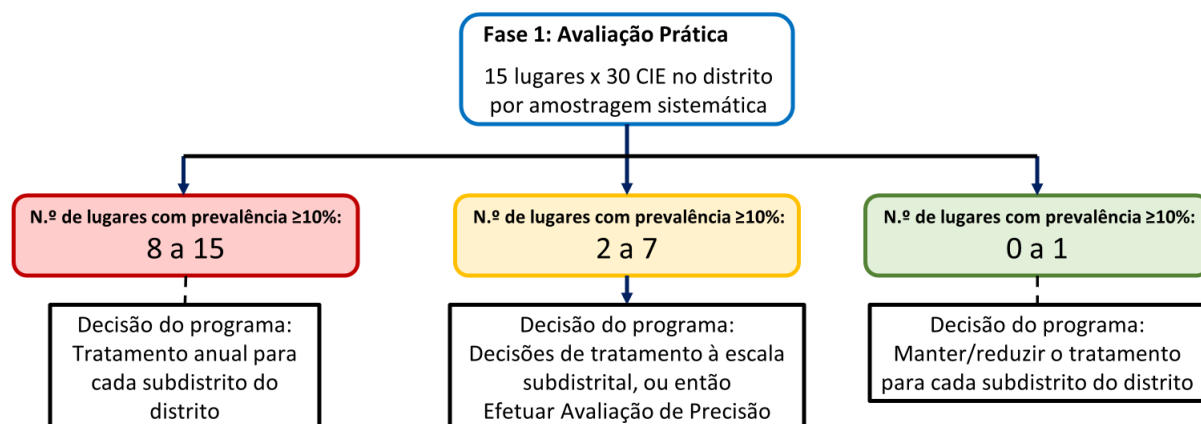 Fase 1: Avaliação Prática
15 lugares x 30 CIE no distrito
por amostragem sistemática
N.º de lugares com prevalência ≥10%:
8 a 15
N.º de lugares com prevalência ≥10%:
2 a 7
N.º de lugares com prevalência ≥10%:
0 a 1
Decisão do programa:
Tratamento anual para
cada subdistrito do
distrito
Decisão do programa:
Decisões de tratamento à escala
subdistrital, ou então
Efetuar Avaliação de Precisão
Decisão do programa:
Manter/reduzir o tratamento
para cada subdistrito do distrito